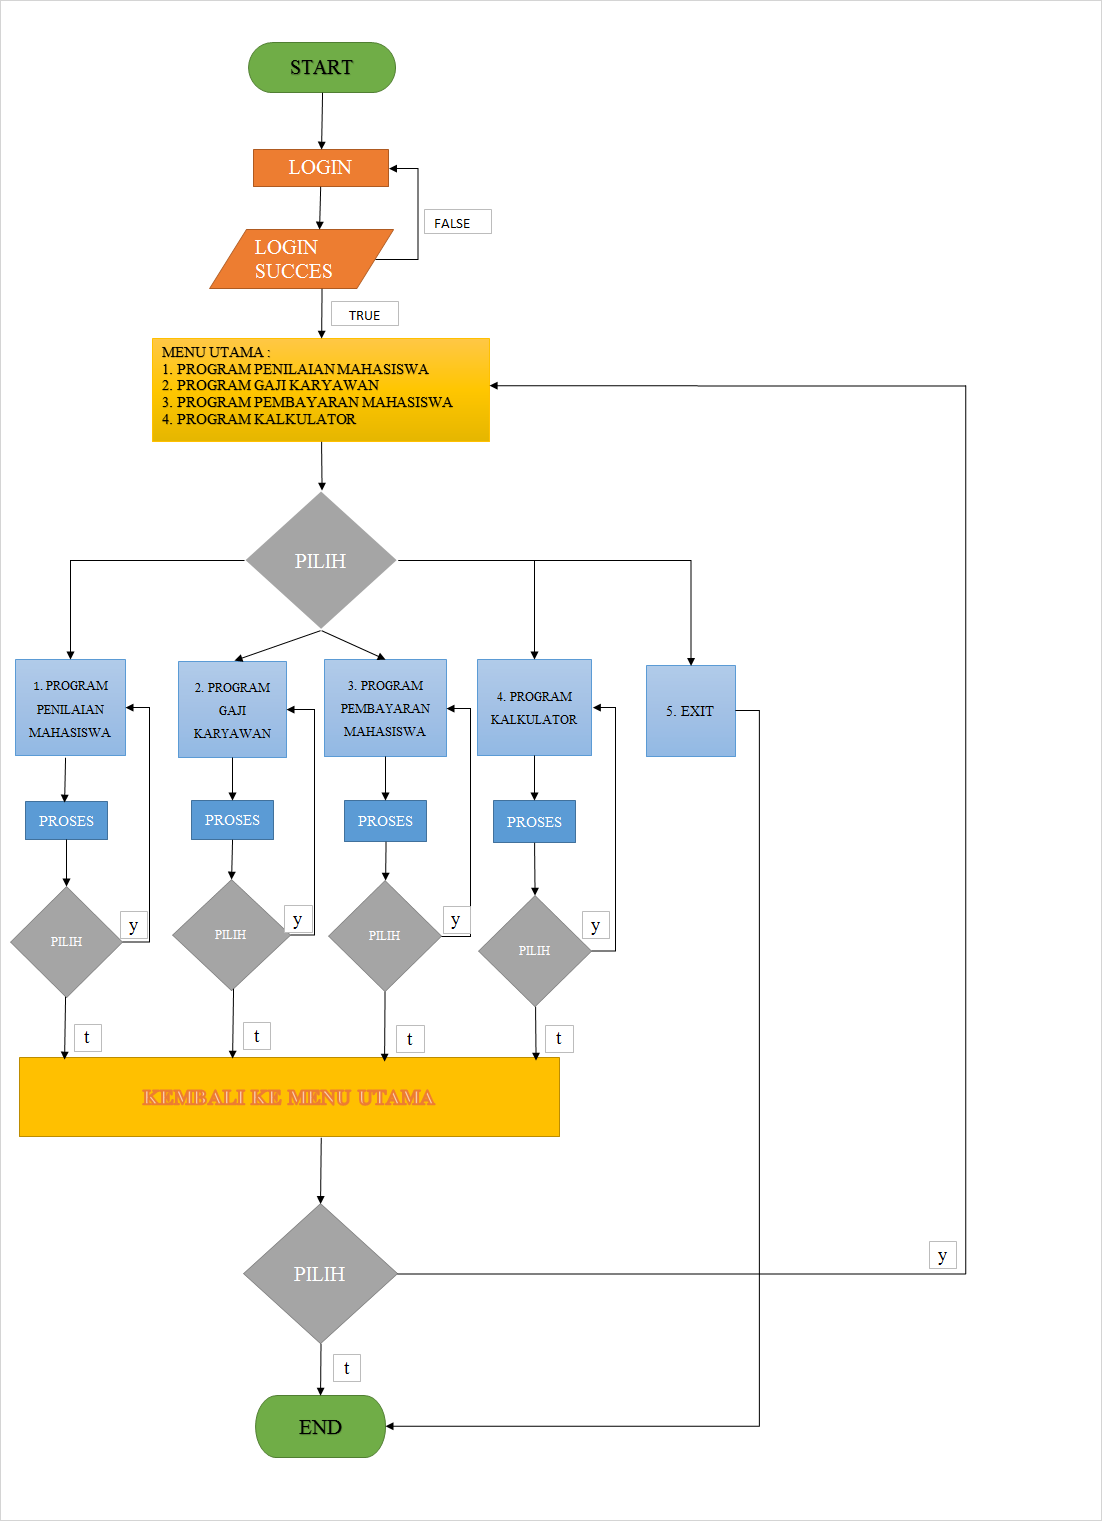 START
LOGIN
FALSE
LOGIN
SUCCES
TRUE
MENU UTAMA :
1. PROGRAM PENILAIAN MAHASISWA
2. PROGRAM GAJI KARYAWAN
3. PROGRAM PEMBAYARAN MAHASISWA
4. PROGRAM KALKULATOR
PILIH
1. PROGRAM
PENILAIAN
MAHASISWA
2. PROGRAM
GAJI
KARYAWAN
3. PROGRAM
PEMBAYARAN
MAHASISWA
4. PROGRAM
KALKULATOR
5. EXIT
PROSES
PROSES
PROSES
PROSES
PILIH
y
PILIH
y
PILIH
y
PILIH
y
t
t
t
t
KEMBALI KE MENU UTAMA
PILIH
y
t
END